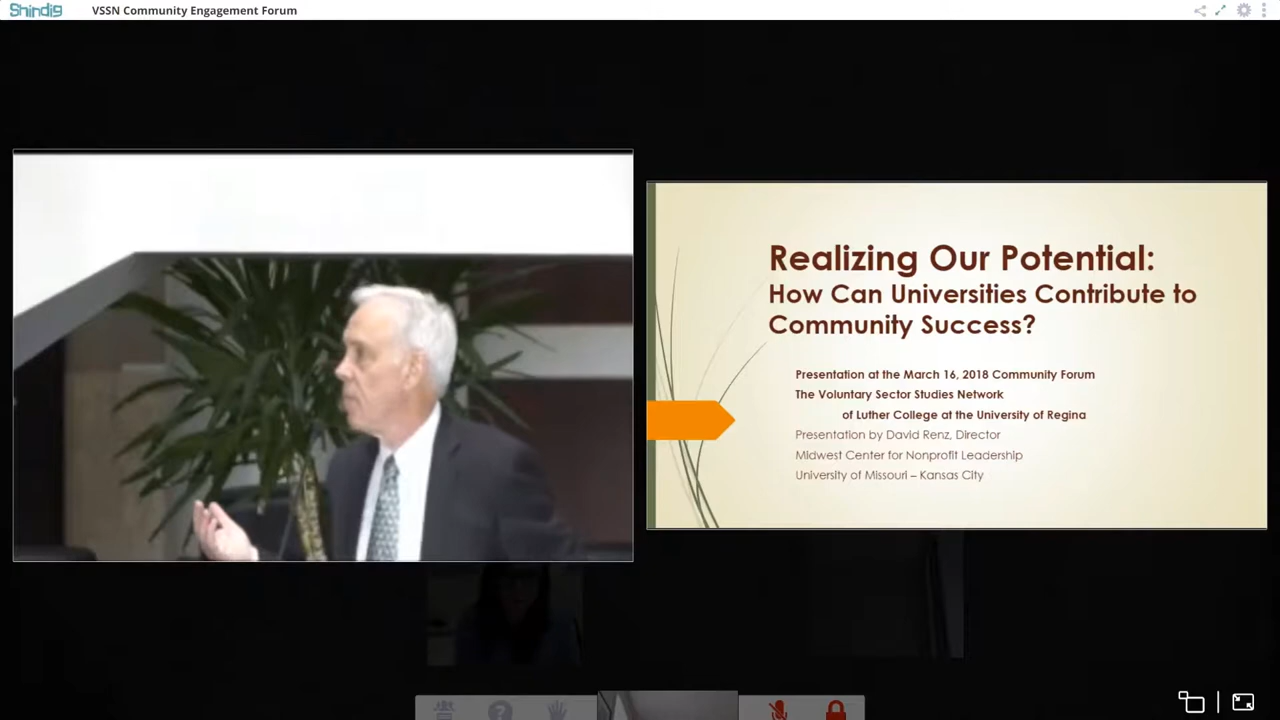 Shindig
VSSN Community Engagement Forum
Realizing Our Potential:
How Can Universities Contribute to
Community Success?
Presentation at the March 16, 2018 Community Forum
The Voluntary Sector Studies Network
of Luther College at the University of Regina
Presentation by David Renz, Director
Midwest Center for Nonprofit Leadership
University of Missouri – Kansas City